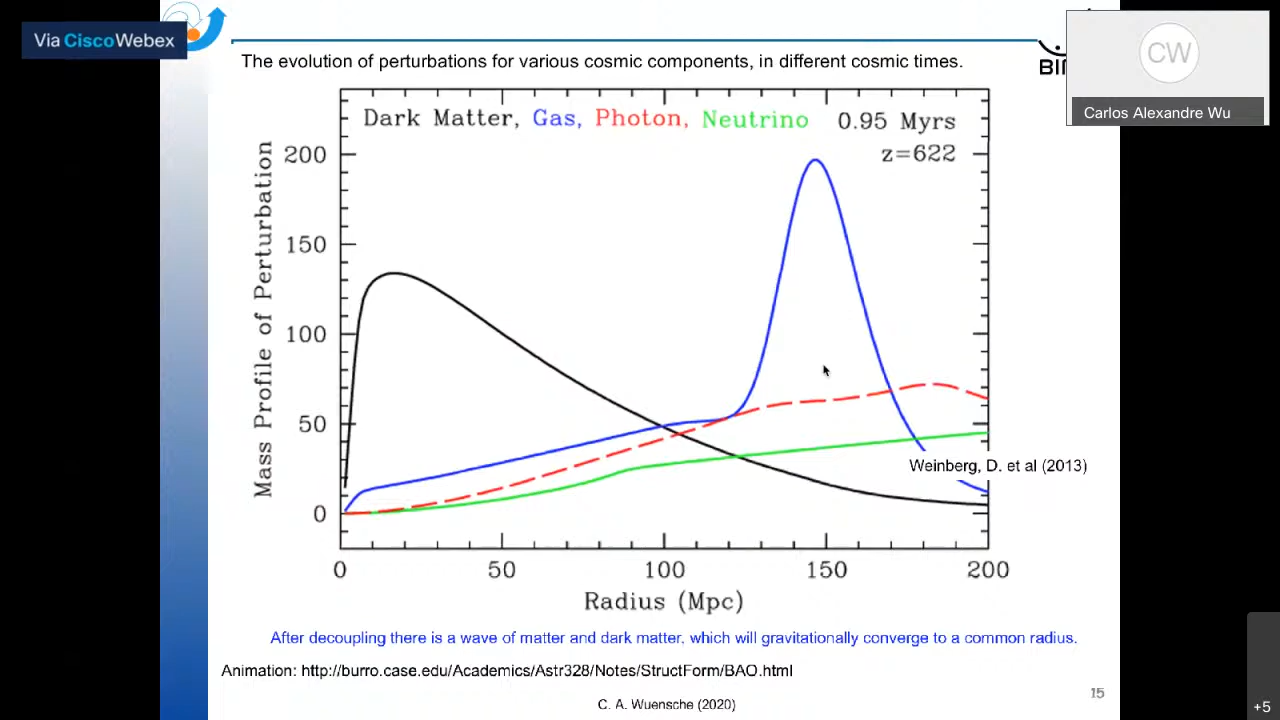 Via CiscoWebex
CW
Carlos Alexandre Wu
The evolution of perturbations for various cosmic components, in different cosmic times.
Dark Matter, Gas, Photon, Neutrino
0.95 Myrs
z=622
Mass Profile of Perturbation
200
150
100
50
0
0 50 100 150 200
Radius (Mpc)
Weinberg, D. et al (2013)
After decoupling there is a wave of matter and dark matter, which will gravitationally converge to a common radius.
Animation: http://burro.case.edu/Academics/Astr328/Notes/StructForm/BAO.html
C. A. Wuensche (2020)
15
+5